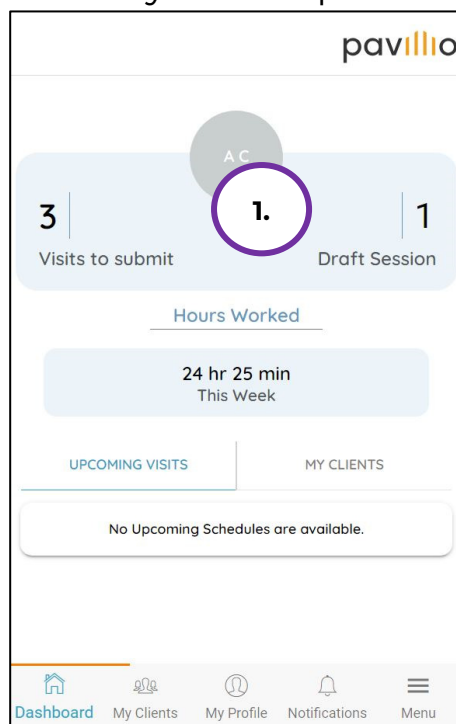 pavillio
A C
1.
3
1
Visits to submit
Draft Session
Hours Worked
24 hr 25 min
This Week
UPCOMING VISITS
MY CLIENTS
No Upcoming Schedules are available.
Dashboard
My Clients
My Profile
Notifications
Menu